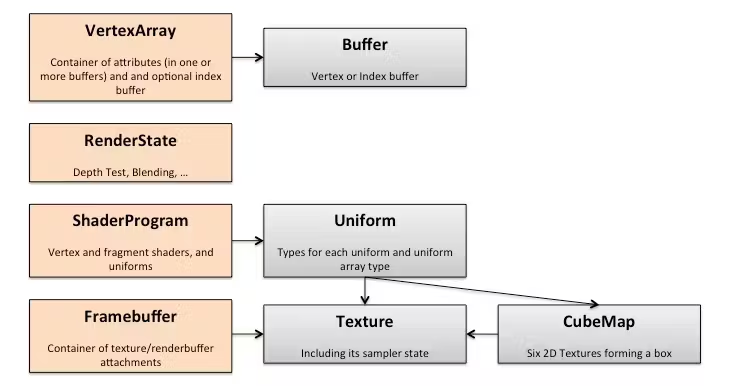 VertexArray
Container of attributes (in one or
more buffers) and and optional index
buffer
Buffer
Vertex or Index buffer
RenderState
Depth Test, Blending, …
ShaderProgram
Vertex and fragment shaders, and
uniforms
Uniform
Types for each uniform and uniform
array type
Framebuffer
Container of texture/renderbuffer
attachments
Texture
Including its sampler state
CubeMap
Six 2D Textures forming a box